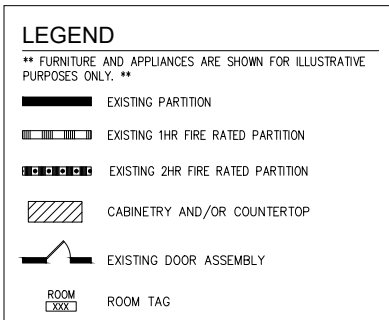 LEGEND
** FURNITURE AND APPLIANCES ARE SHOWN FOR ILLUSTRATIVE
PURPOSES ONLY. **
EXISTING PARTITION
EXISTING 1HR FIRE RATED PARTITION
EXISTING 2HR FIRE RATED PARTITION
CABINETRY AND/OR COUNTERTOP
EXISTING DOOR ASSEMBLY
ROOM
XXX
ROOM TAG